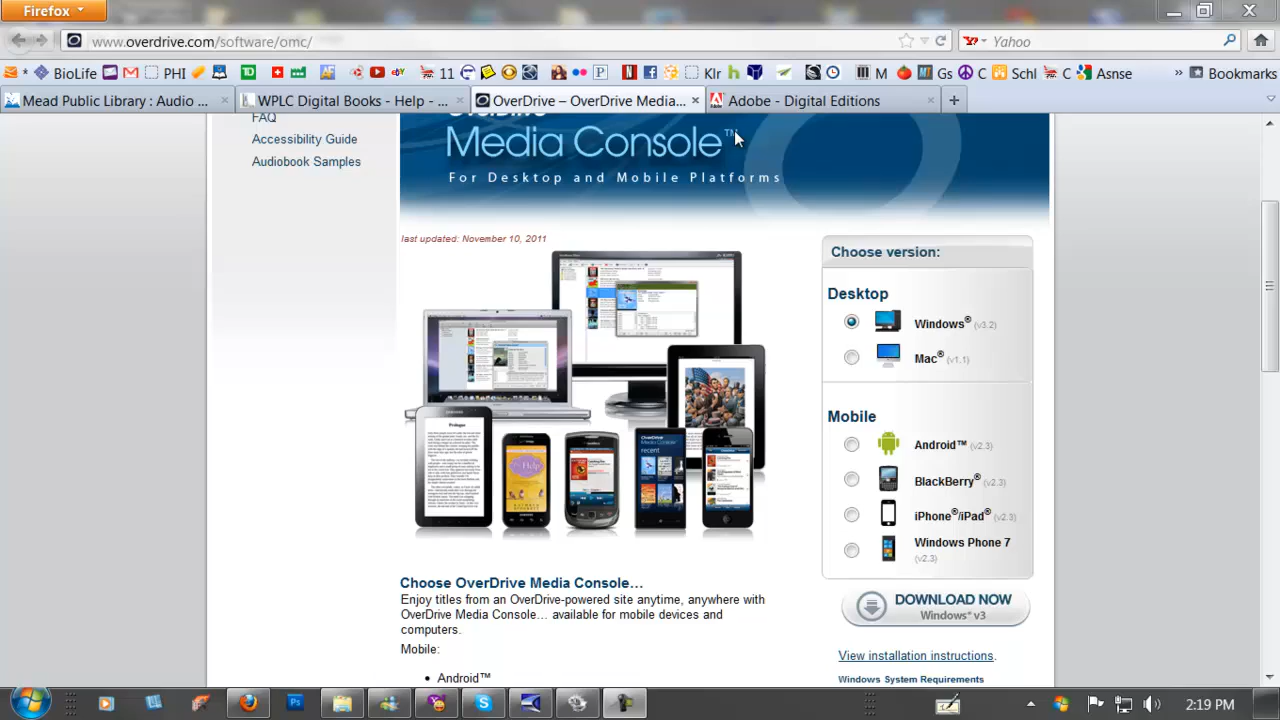 Firefox
www.overdrive.com/software/omc/
Yahoo
BioLife
PHI
11
Klr
M
Gs
C
Schl
C
Asnse
Bookmarks
Mead Public Library : Audio ...
WPLC Digital Books - Help - ...
OverDrive – OverDrive Media...
Adobe - Digital Editions
FAQ
Accessibility Guide
Audiobook Samples
OverDrive
Media Console™
For Desktop and Mobile Platforms
last updated: November 10, 2011
Choose version:
Desktop
Windows® (v3.2)
Mac® (v1.1)
Mobile
Android™ (v2.3)
BlackBerry® (v2.3)
iPhone®/iPad® (v2.3)
Windows Phone 7
(v2.3)
DOWNLOAD NOW
Windows® v3
View installation instructions.
Windows System Requirements
Choose OverDrive Media Console…
Enjoy titles from an OverDrive-powered site anytime, anywhere with
OverDrive Media Console… available for mobile devices and
computers.
Mobile:
• Android™
2:19 PM